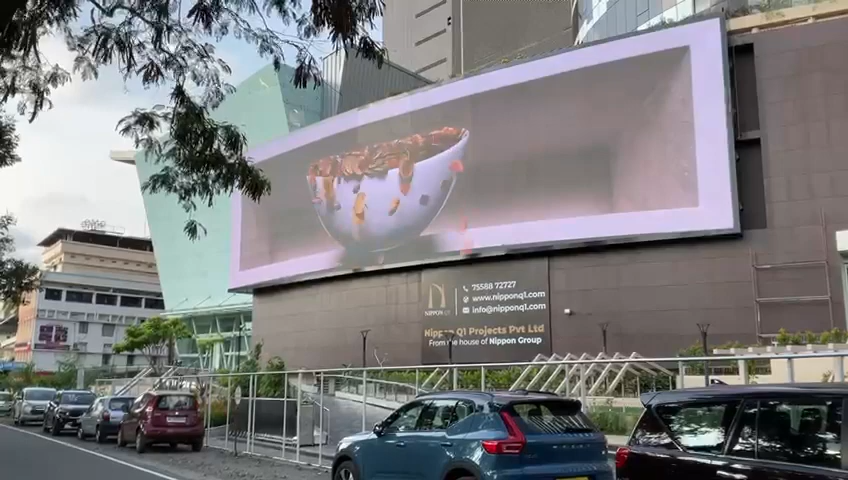 75588 72727
www.nipponq1.com
info@nipponq1.com
NIPPON Q1
Nippon Q1 Projects Pvt Ltd
From the house of Nippon Group